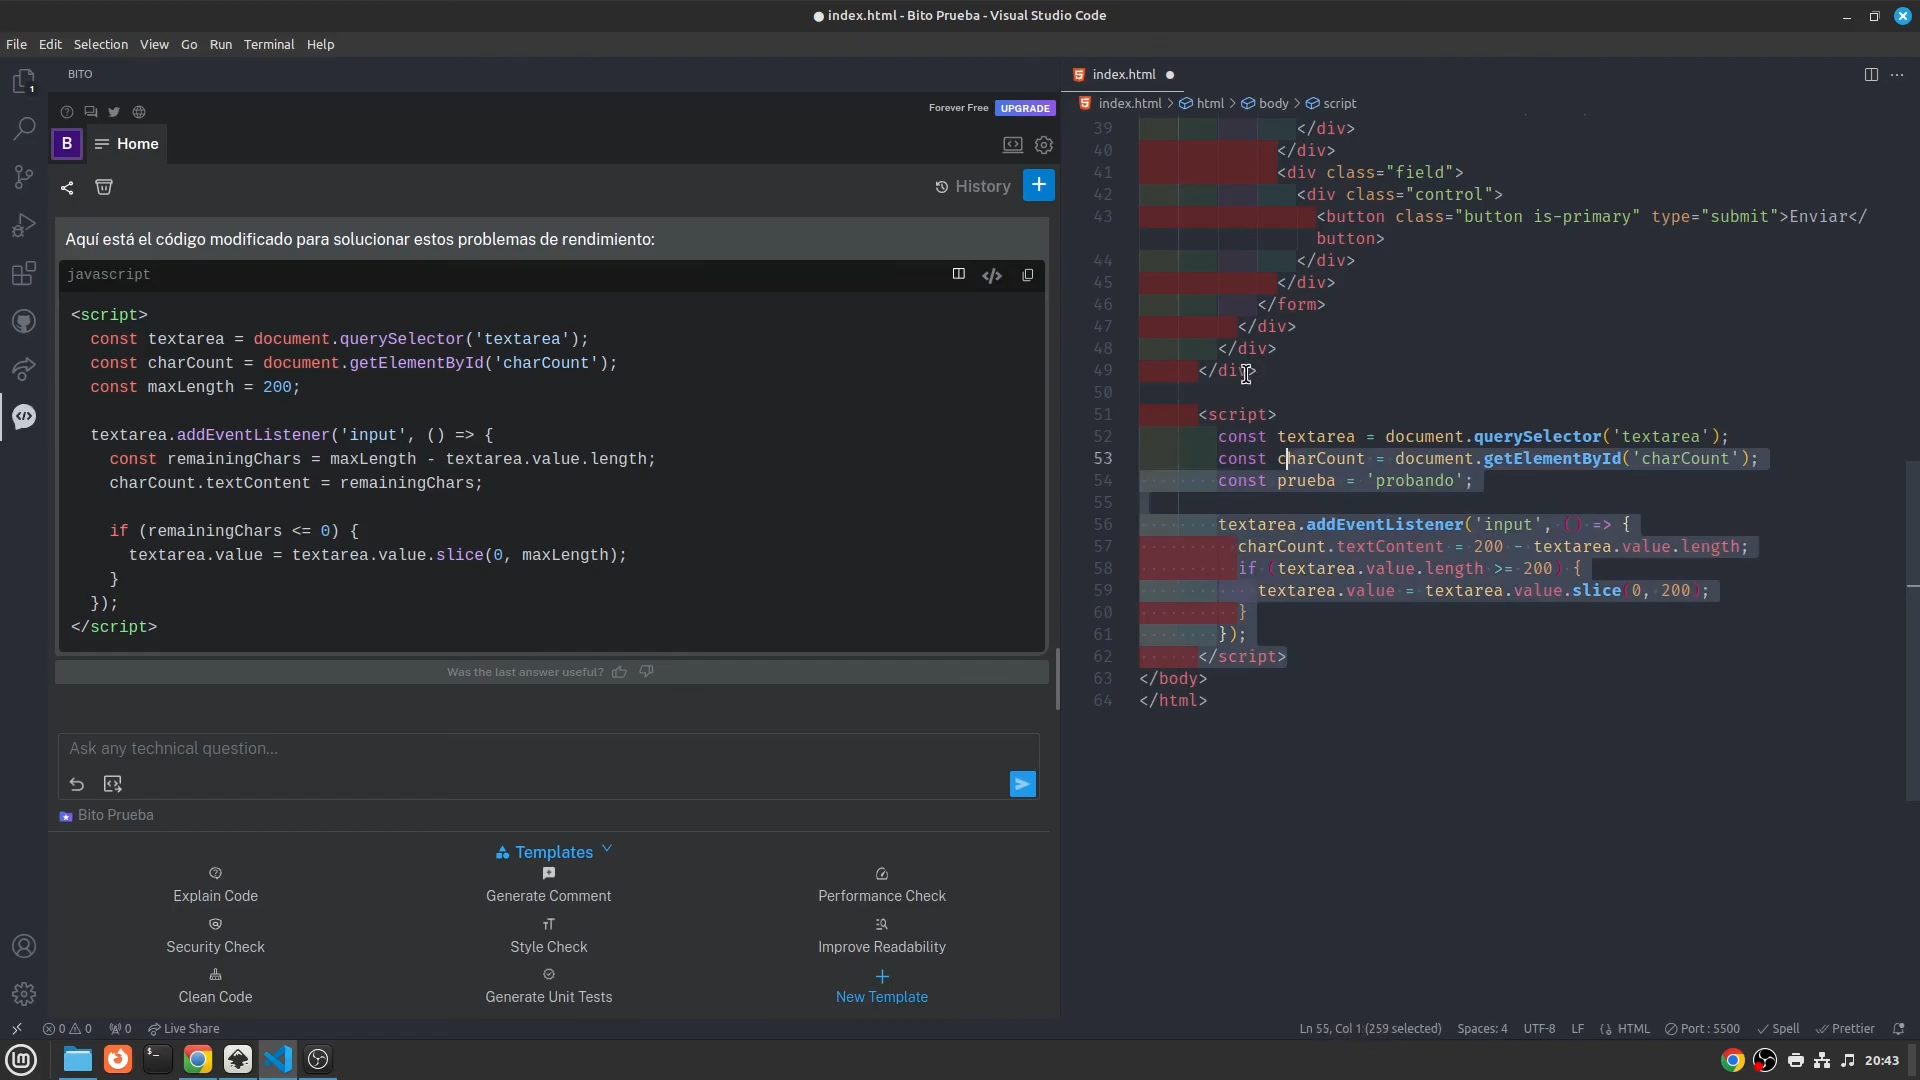 index.html - Bito Prueba - Visual Studio Code
File Edit Selection View Go Run Terminal Help
BITO
Forever Free UPGRADE
B Home
History +
Aquí está el código modificado para solucionar estos problemas de rendimiento:
javascript
<script>
  const textarea = document.querySelector('textarea');
  const charCount = document.getElementById('charCount');
  const maxLength = 200;
  textarea.addEventListener('input', () => {
    const remainingChars = maxLength - textarea.value.length;
    charCount.textContent = remainingChars;
    if (remainingChars <= 0) {
      textarea.value = textarea.value.slice(0, maxLength);
    }
  });
</script>
Was the last answer useful?
Ask any technical question...
Bito Prueba
Templates
Explain Code Generate Comment Performance Check
Security Check Style Check Improve Readability
Clean Code Generate Unit Tests New Template
index.html
index.html > html > body > script
39 </div>
40 </div>
41 <div class="field">
42 <div class="control">
43 <button class="button is-primary" type="submit">Enviar</
button>
44 </div>
45 </div>
46 </form>
47 </div>
48 </div>
49 </div>
50
51 <script>
52 const textarea = document.querySelector('textarea');
53 const charCount = document.getElementById('charCount');
54 const prueba = 'probando';
55
56 textarea.addEventListener('input', () => {
57 charCount.textContent = 200 - textarea.value.length;
58 if (textarea.value.length >= 200) {
59 textarea.value = textarea.value.slice(0, 200);
60 }
61 });
62 </script>
63 </body>
64 </html>
1
0 0 0 Live Share Ln 55, Col 1 (259 selected) Spaces: 4 UTF-8 LF HTML Port : 5500 Spell Prettier
20:43